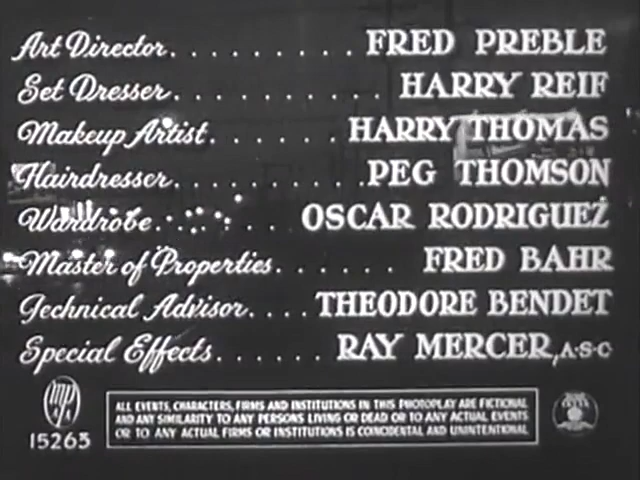 Art Director. . . . . . . . . . FRED PREBLE
Set Dresser. . . . . . . . . . . HARRY REIF
Makeup Artist. . . . . . . HARRY THOMAS
Hairdresser. . . . . . . . . . PEG THOMSON
Wardrobe. . . . . . . . . OSCAR RODRIGUEZ
Master of Properties. . . . . . FRED BAHR
Technical Advisor. . . . THEODORE BENDET
Special Effects. . . . . . RAY MERCER, A·S·C
MP
15263
ALL EVENTS, CHARACTERS, FIRMS AND INSTITUTIONS IN THIS PHOTOPLAY ARE FICTIONAL
AND ANY SIMILARITY TO ANY PERSONS LIVING OR DEAD OR TO ANY ACTUAL EVENTS
OR TO ANY ACTUAL FIRMS OR INSTITUTIONS IS COINCIDENTAL AND UNINTENTIONAL